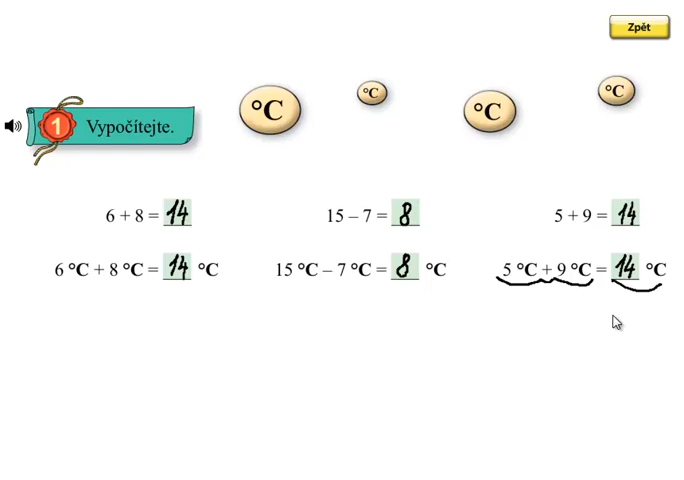 Zpět
°C °C °C °C
1 Vypočítejte.
6 + 8 = 14 15 – 7 = 8 5 + 9 = 14
6 °C + 8 °C = 14 °C 15 °C – 7 °C = 8 °C 5 °C + 9 °C = 14 °C